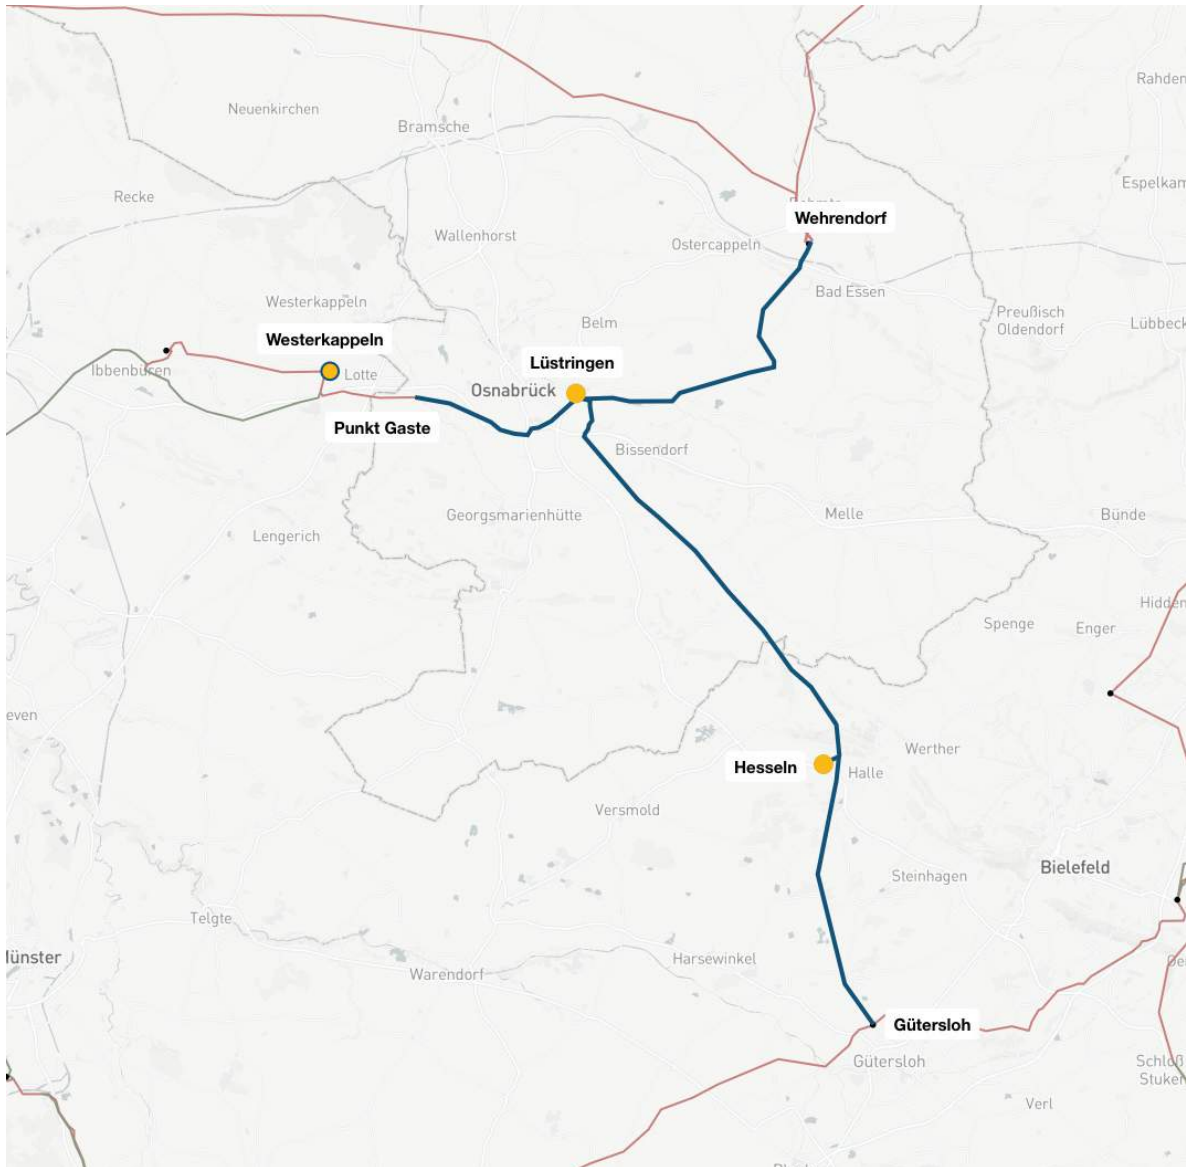 Rahden
Neuenkirchen
Bramsche
Espelkam
Recke
Wehrendorf
Wallenhorst
Ostercappeln
Bad Essen
Westerkappeln
Preußisch
Oldendorf
Belm
Lübbeck
Westerkappeln
Lüstringen
Ibbenbüren
Lotte
Osnabrück
Punkt Gaste
Bissendorf
Georgsmarienhütte
Melle
Bünde
Lengerich
Hidden
Spenge
Enger
even
Werther
Hesseln
Halle
Versmold
Bielefeld
Steinhagen
Telgte
Münster
Harsewinkel
Warendorf
Gütersloh
Gütersloh
Schloß
Stuken
Verl